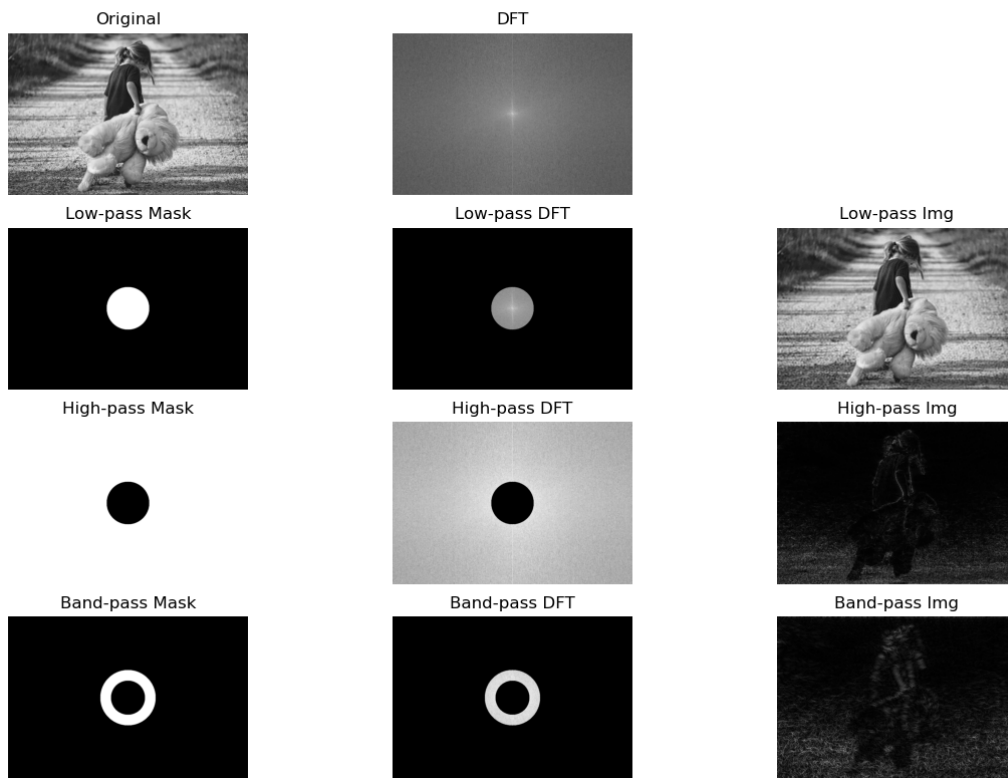 Original
DFT
Low-pass Mask
Low-pass DFT
Low-pass Img
High-pass Mask
High-pass DFT
High-pass Img
Band-pass Mask
Band-pass DFT
Band-pass Img